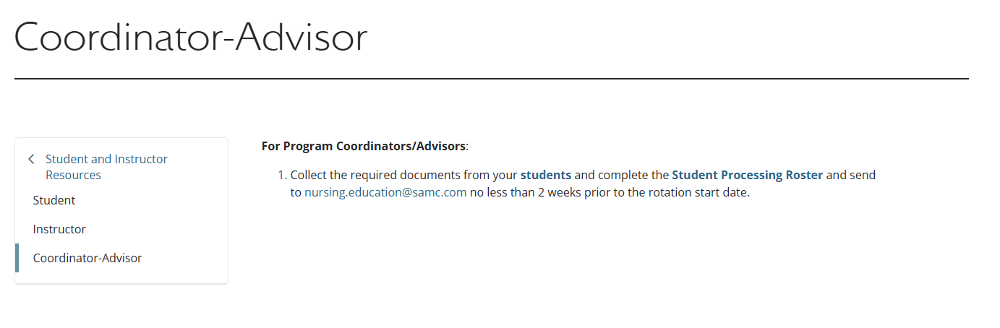 Coordinator-Advisor
Student and Instructor
Resources
Student
Instructor
Coordinator-Advisor
For Program Coordinators/Advisors:
1. Collect the required documents from your students and complete the Student Processing Roster and send
to nursing.education@samc.com no less than 2 weeks prior to the rotation start date.